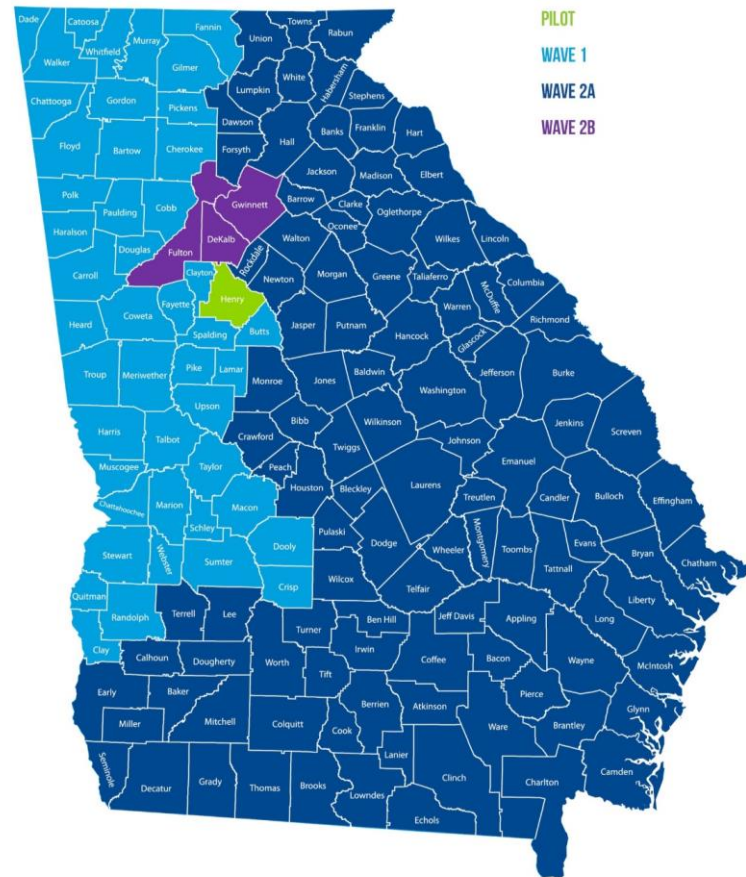 PILOT
WAVE 1
WAVE 2A
WAVE 2B
Dade
Catoosa
Fannin
Towns
Rabun
Union
Murray
Whitfield
Walker
Gilmer
White
Habersham
Lumpkin
Stephens
Chattooga
Gordon
Pickens
Dawson
Banks
Franklin
Hart
Hall
Forsyth
Floyd
Bartow
Cherokee
Jackson
Madison
Elbert
Polk
Gwinnett
Barrow
Clarke
Cobb
Paulding
Oconee
Oglethorpe
Haralson
DeKalb
Walton
Wilkes
Lincoln
Douglas
Fulton
Rockdale
Carroll
Clayton
Newton
Morgan
Greene
Taliaferro
Columbia
McDuffie
Henry
Warren
Fayette
Richmond
Heard
Coweta
Spalding
Butts
Jasper
Putnam
Hancock
Glascock
Troup
Meriwether
Pike
Lamar
Monroe
Jones
Baldwin
Jefferson
Burke
Washington
Upson
Wilkinson
Bibb
Jenkins
Harris
Talbot
Crawford
Twiggs
Johnson
Screven
Emanuel
Muscogee
Taylor
Peach
Houston
Bleckley
Laurens
Treutlen
Candler
Bulloch
Effingham
Chattahoochee
Marion
Macon
Schley
Pulaski
Montgomery
Dooly
Dodge
Wheeler
Toombs
Evans
Bryan
Chatham
Stewart
Webster
Sumter
Tattnall
Wilcox
Crisp
Telfair
Quitman
Randolph
Liberty
Terrell
Lee
Turner
Ben Hill
Jeff Davis
Appling
Long
Irwin
Clay
Calhoun
Dougherty
Worth
Tift
Coffee
Bacon
Wayne
McIntosh
Early
Baker
Pierce
Berrien
Atkinson
Glynn
Miller
Mitchell
Colquitt
Cook
Ware
Brantley
Lanier
Seminole
Clinch
Charlton
Camden
Decatur
Grady
Thomas
Brooks
Lowndes
Echols